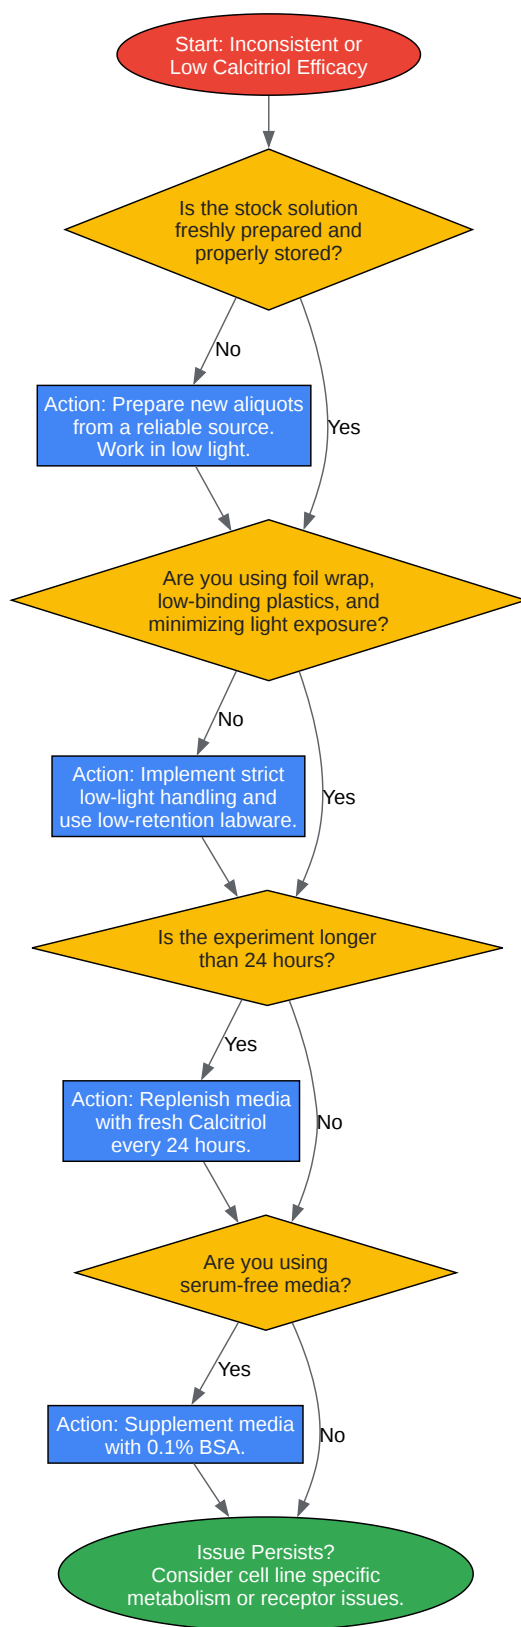 Start: Inconsistent or
Low Calcitriol Efficacy
Is the stock solution
freshly prepared and
properly stored?
No
Action: Prepare new aliquots
from a reliable source.
Work in low light.
Yes
Are you using foil wrap,
low-binding plastics, and
minimizing light exposure?
No
Action: Implement strict
low-light handling and
use low-retention labware.
Yes
Is the experiment longer
than 24 hours?
Yes
Action: Replenish media
with fresh Calcitriol
every 24 hours.
No
Are you using
serum-free media?
Yes
Action: Supplement media
with 0.1% BSA.
No
Issue Persists?
Consider cell line specific
metabolism or receptor issues.